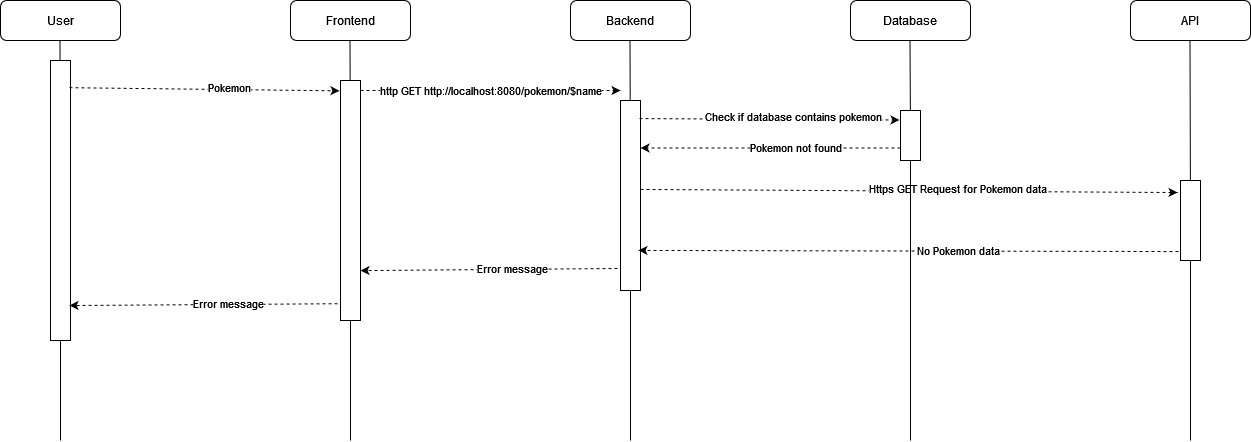 User
Frontend
Backend
Database
API
Pokemon
http GET http://localhost:8080/pokemon/$name
Check if database contains pokemon
Pokemon not found
Https GET Request for Pokemon data
No Pokemon data
Error message
Error message